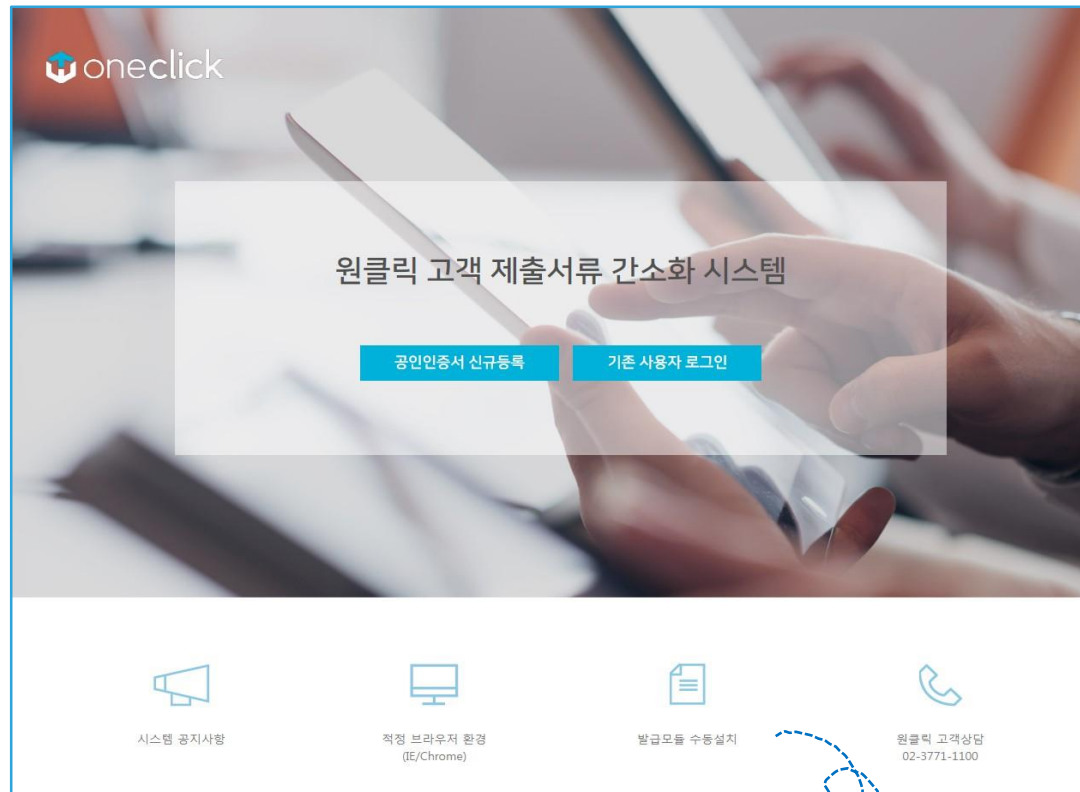 oneclick
원클릭 고객 제출서류 간소화 시스템
공인인증서 신규등록
기존 사용자 로그인
시스템 공지사항
적정 브라우저 환경
(IE/Chrome)
발급모듈 수동설치
원클릭 고객상담
02-3771-1100